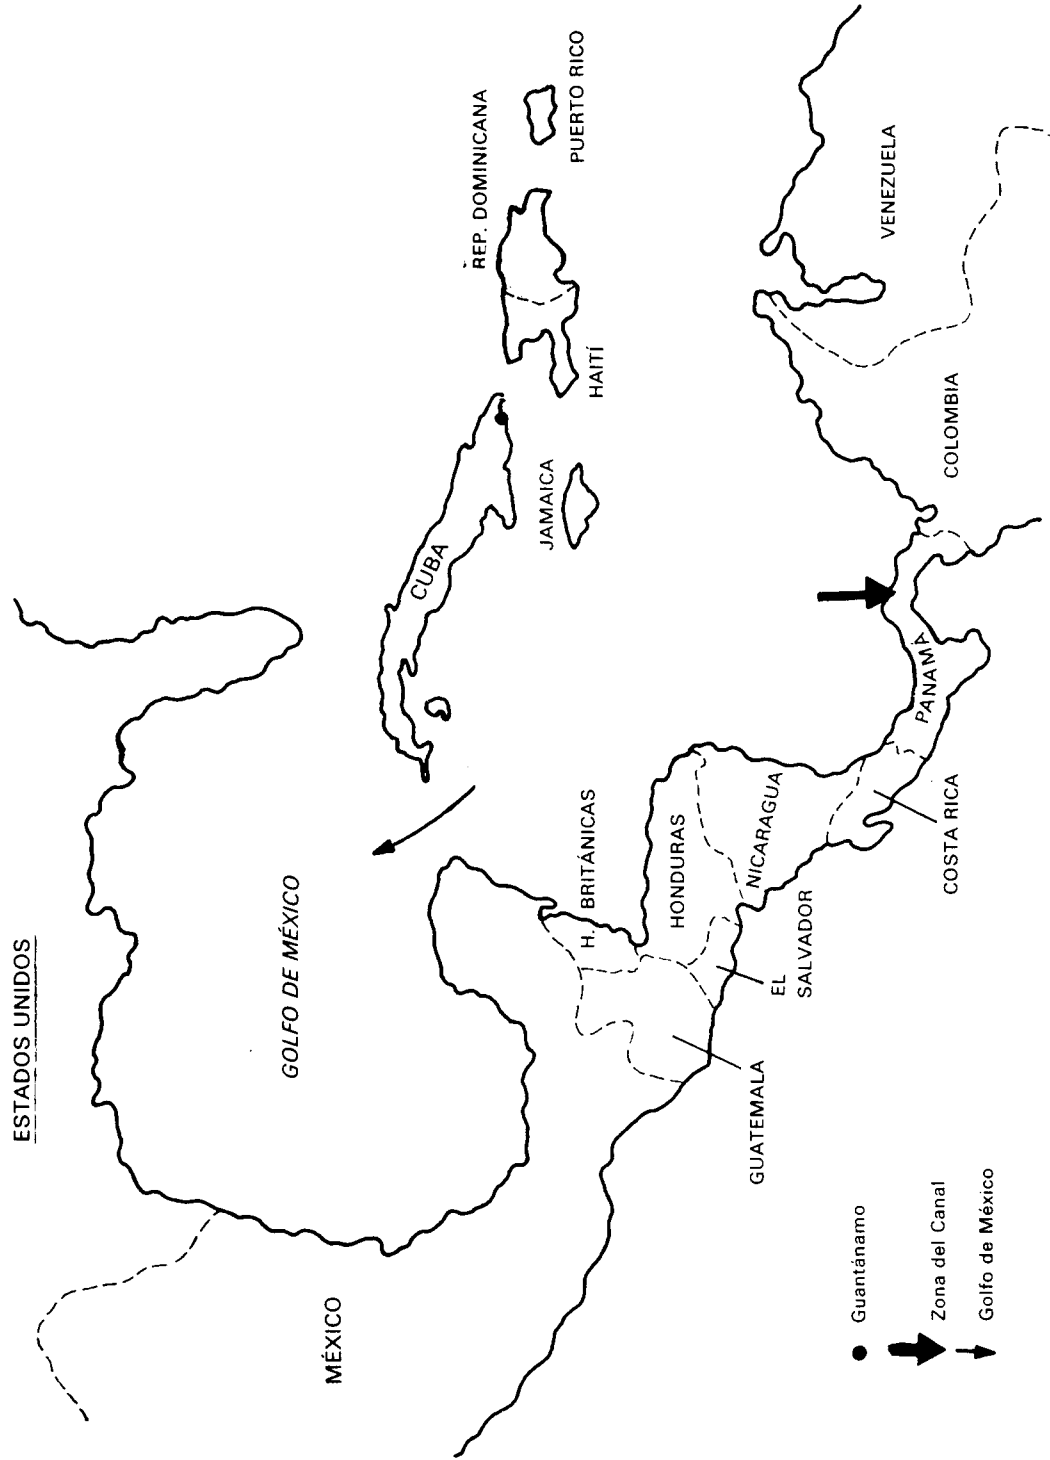 ESTADOS UNIDOS
GOLFO DE MÉXICO
MÉXICO
CUBA
REP. DOMINICANA
PUERTO RICO
HAITÍ
JAMAICA
H. BRITÁNICAS
HONDURAS
NICARAGUA
EL
SALVADOR
GUATEMALA
COSTA RICA
PANAMÁ
COLOMBIA
VENEZUELA
Guantánamo
Zona del Canal
Golfo de México